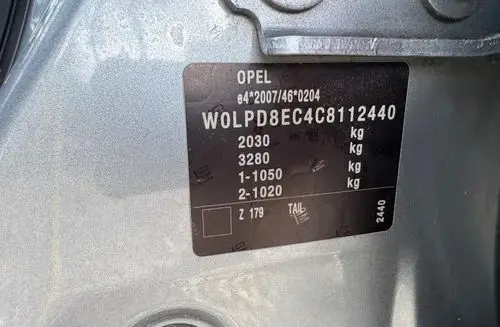 OPEL
e4*2007/46*0204
W0LPD8EC4C8112440
2030 kg
3280 kg
1-1050 kg
2-1020 kg
Z 179 TAIL
2440